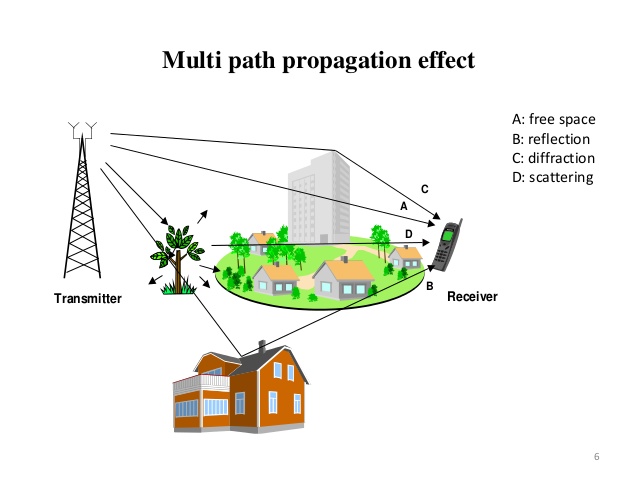 Multi path propagation effect
A: free space
B: reflection
C: diffraction
D: scattering
C
A
D
B
Transmitter
Receiver
6